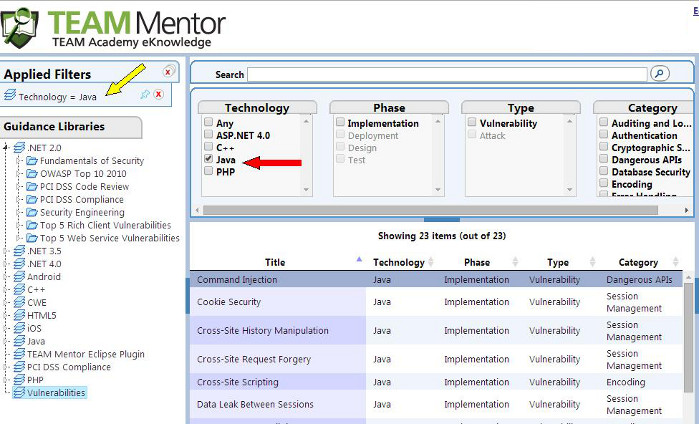 TEAM Mentor
TEAM Academy eKnowledge
E
Applied Filters
Technology = Java
Guidance Libraries
.NET 2.0
Fundamentals of Security
OWASP Top 10 2010
PCI DSS Code Review
PCI DSS Compliance
Security Engineering
Top 5 Rich Client Vulnerabilities
Top 5 Web Service Vulnerabilities
.NET 3.5
.NET 4.0
Android
C++
CWE
HTML5
iOS
Java
TEAM Mentor Eclipse Plugin
PCI DSS Compliance
PHP
Vulnerabilities
Search
Technology
Any
ASP.NET 4.0
C++
Java
PHP
Phase
Implementation
Deployment
Design
Test
Type
Vulnerability
Attack
Category
Auditing and Lo...
Authentication
Cryptographic S...
Dangerous APIs
Database Security
Encoding
Error Handling
Showing 23 items (out of 23)
Title Technology Phase Type Category
Command Injection Java Implementation Vulnerability Dangerous APIs
Cookie Security Java Implementation Vulnerability Session Management
Cross-Site History Manipulation Java Implementation Vulnerability Session Management
Cross-Site Request Forgery Java Implementation Vulnerability Session Management
Cross-Site Scripting Java Implementation Vulnerability Encoding
Data Leak Between Sessions Java Implementation Vulnerability Session Management